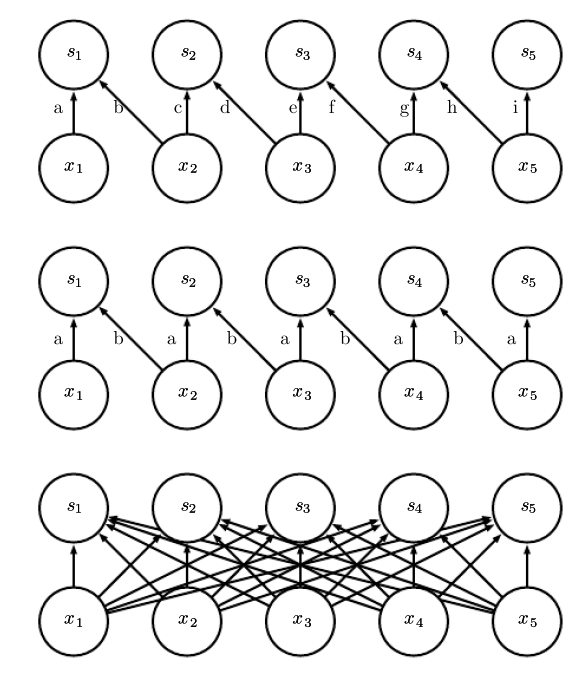 s₁ s₂ s₃ s₄ s₅
a b c d e f g h i
x₁ x₂ x₃ x₄ x₅
s₁ s₂ s₃ s₄ s₅
a b a b a b a b a
x₁ x₂ x₃ x₄ x₅
s₁ s₂ s₃ s₄ s₅
x₁ x₂ x₃ x₄ x₅